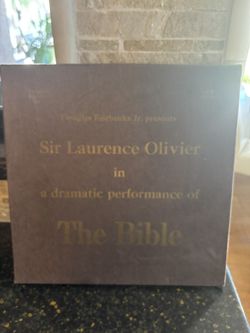 Douglas Fairbanks Jr. presents
Sir Laurence Olivier
in
a dramatic performance of
The Bible